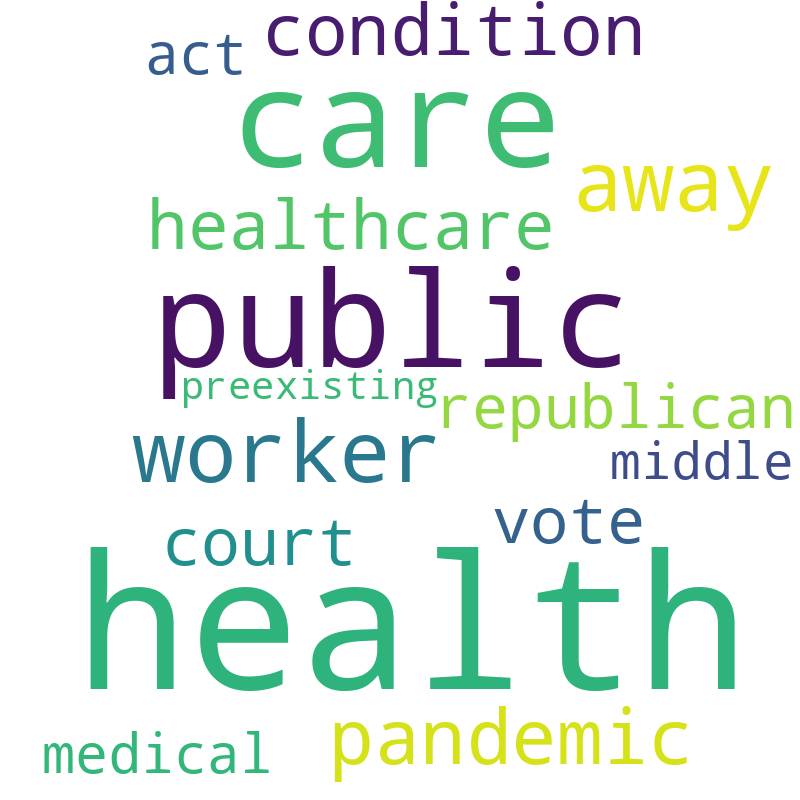 condition
act
care
away
healthcare
public
preexisting
republican
worker
middle
vote
court
health
pandemic
medical